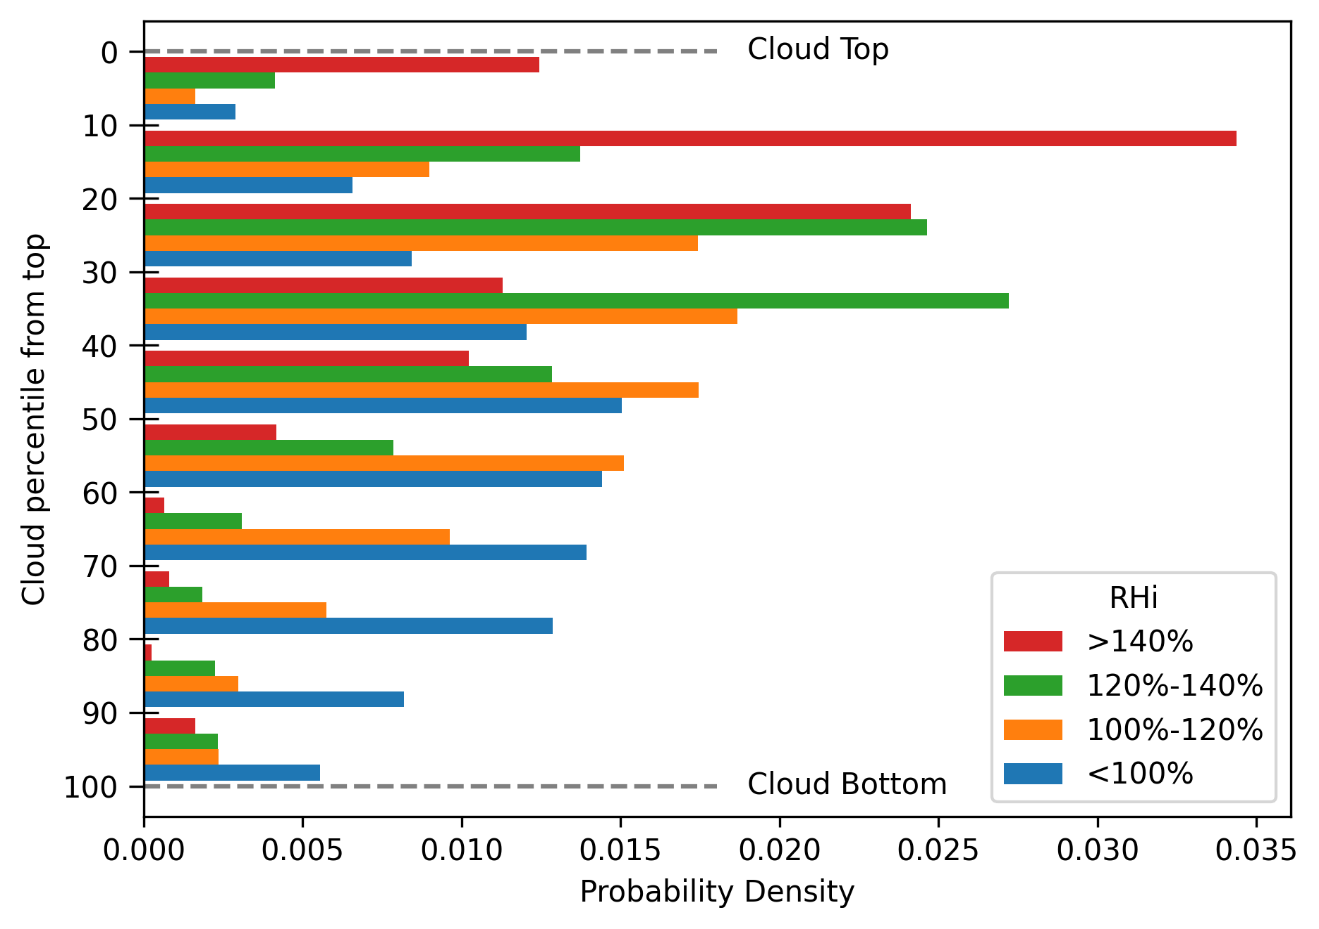 Cloud percentile from top
0
10
20
30
40
50
60
70
80
90
100
Cloud Top
Cloud Bottom
RHi
>140%
120%-140%
100%-120%
<100%
0.000 0.005 0.010 0.015 0.020 0.025 0.030 0.035
Probability Density